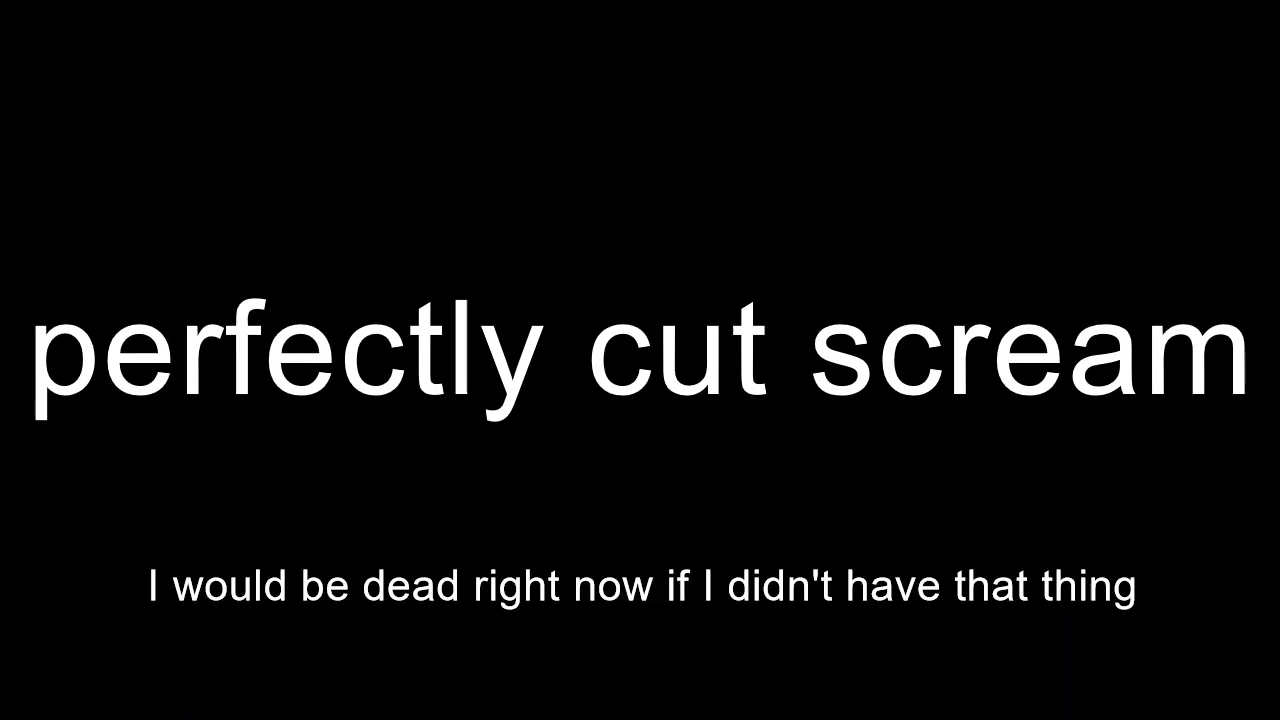 perfectly cut scream
I would be dead right now if I didn't have that thing